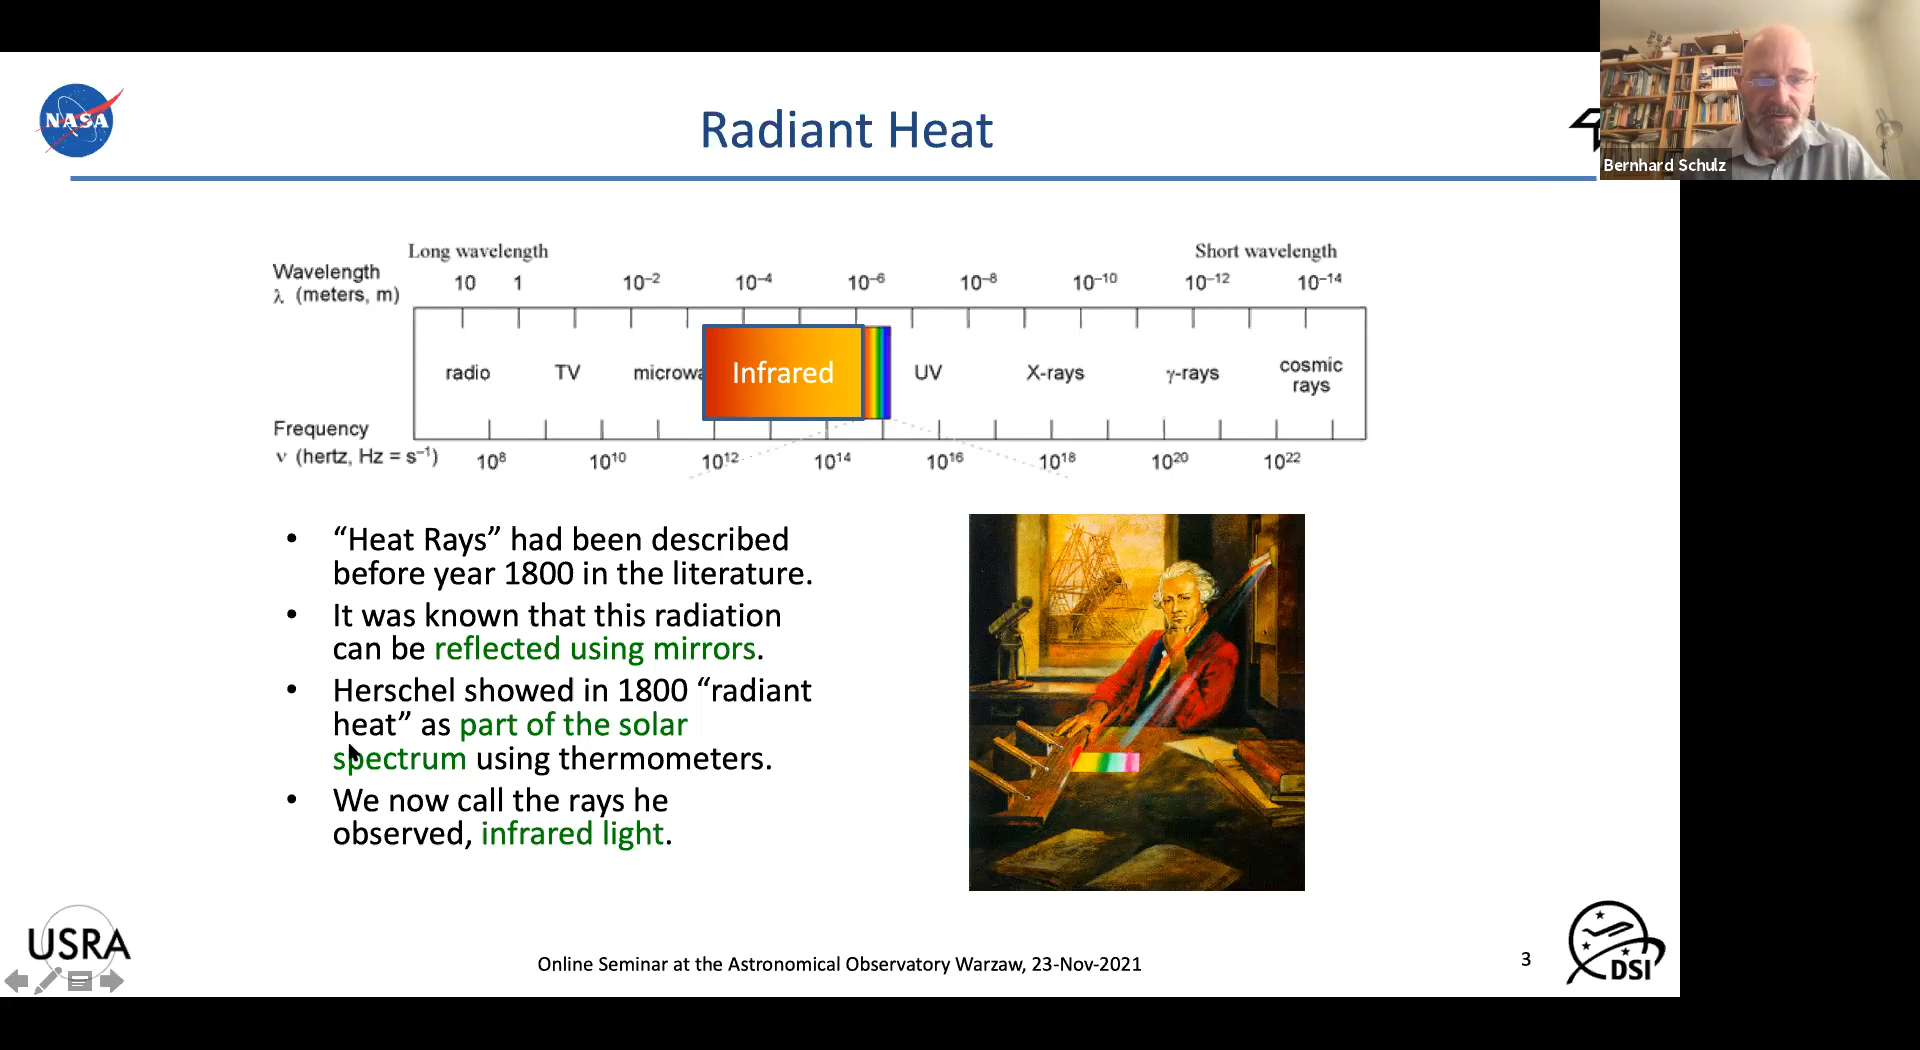 NASA
Radiant Heat
Bernhard Schulz
Long wavelength Short wavelength
Wavelength
λ (meters, m) 10 1 10⁻² 10⁻⁴ 10⁻⁶ 10⁻⁸ 10⁻¹⁰ 10⁻¹² 10⁻¹⁴
radio TV microwa Infrared UV X-rays γ-rays cosmic
rays
Frequency
ν (hertz, Hz = s⁻¹) 10⁸ 10¹⁰ 10¹² 10¹⁴ 10¹⁶ 10¹⁸ 10²⁰ 10²²
• “Heat Rays” had been described
before year 1800 in the literature.
• It was known that this radiation
can be reflected using mirrors.
• Herschel showed in 1800 “radiant
heat” as part of the solar
spectrum using thermometers.
• We now call the rays he
observed, infrared light.
USRA
Online Seminar at the Astronomical Observatory Warzaw, 23-Nov-2021
3
DSI